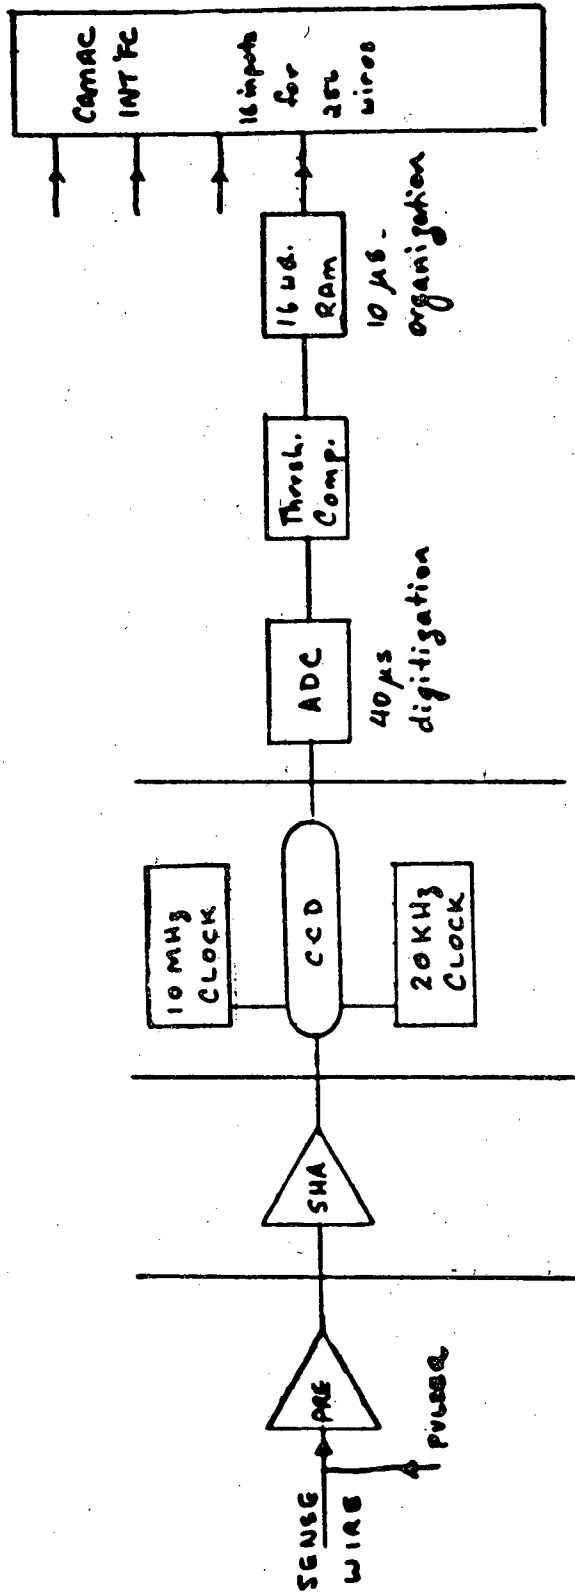 SENSE
WIRE
PULSER
PRE
SHA
10 MHz
CLOCK
CCD
20 KHz
CLOCK
ADC
40 μs
digitization
Thresh.
Comp.
16 wd.
RAM
10 μs.
organization
CAMAC
INT'FC
16 inputs
for
256
wires